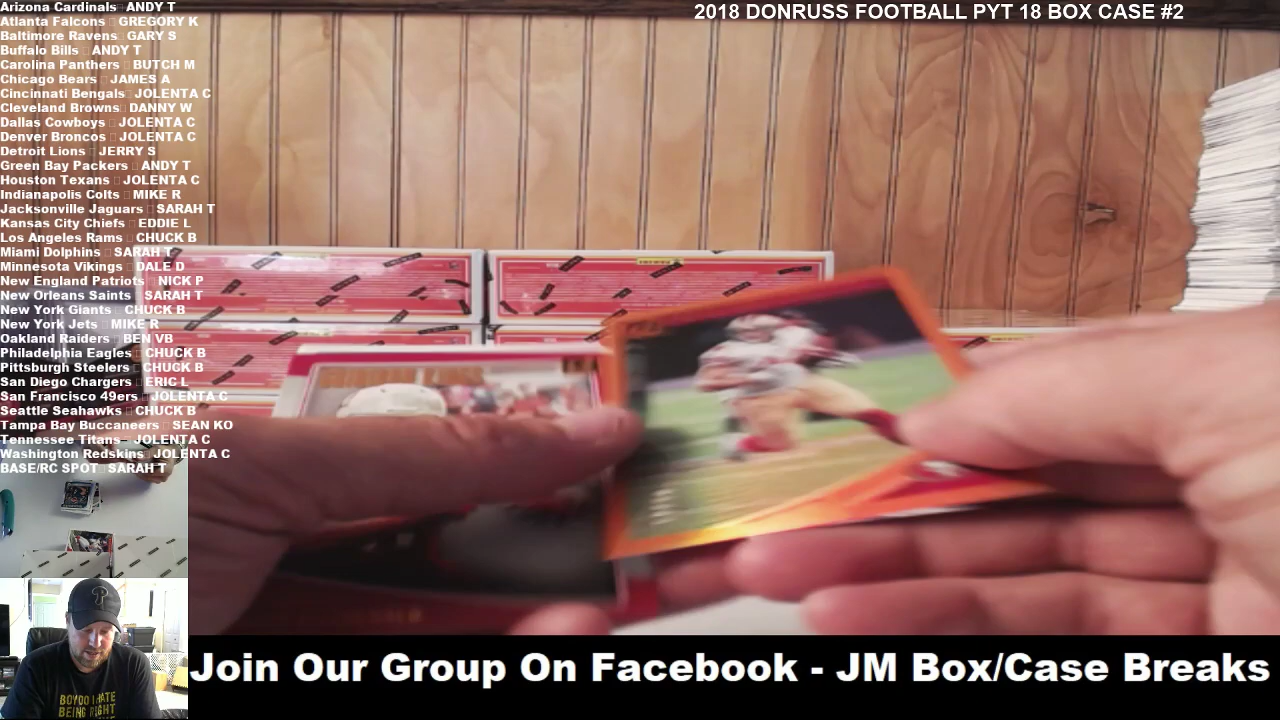 2018 DONRUSS FOOTBALL PYT 18 BOX CASE #2
Arizona Cardinals ANDY T
Atlanta Falcons GREGORY K
Baltimore Ravens GARY S
Buffalo Bills ANDY T
Carolina Panthers BUTCH M
Chicago Bears JAMES A
Cincinnati Bengals JOLENTA C
Cleveland Browns DANNY W
Dallas Cowboys JOLENTA C
Denver Broncos JOLENTA C
Detroit Lions JERRY S
Green Bay Packers ANDY T
Houston Texans JOLENTA C
Indianapolis Colts MIKE R
Jacksonville Jaguars SARAH T
Kansas City Chiefs EDDIE L
Los Angeles Rams CHUCK B
Miami Dolphins SARAH T
Minnesota Vikings DALE D
New England Patriots NICK P
New Orleans Saints SARAH T
New York Giants CHUCK B
New York Jets MIKE R
Oakland Raiders BEN VB
Philadelphia Eagles CHUCK B
Pittsburgh Steelers CHUCK B
San Diego Chargers ERIC L
San Francisco 49ers JOLENTA C
Seattle Seahawks CHUCK B
Tampa Bay Buccaneers SEAN KO
Tennessee Titans– JOLENTA C
Washington Redskins JOLENTA C
BASE/RC SPOT SARAH T
BOYOO I HATE
BEING RIGHT
Join Our Group On Facebook - JM Box/Case Breaks